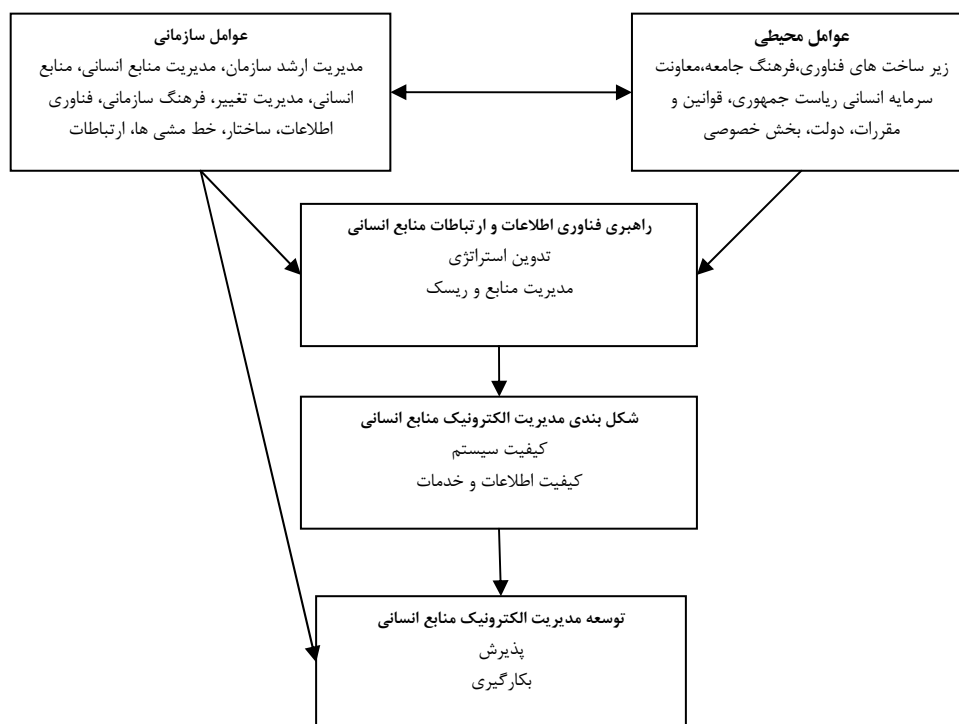 عوامل محیطی
زیر ساخت های فناوری،فرهنگ جامعه،معاونت
سرمایه انسانی ریاست جمهوری، قوانین و
مقررات، دولت، بخش خصوصی
عوامل سازمانی
مدیریت ارشد سازمان، مدیریت منابع انسانی، منابع
انسانی، مدیریت تغییر، فرهنگ سازمانی، فناوری
اطلاعات، ساختار، خط مشی ها، ارتباطات
راهبری فناوری اطلاعات و ارتباطات منابع انسانی
تدوین استراتژی
مدیریت منابع و ریسک
شکل بندی مدیریت الکترونیک منابع انسانی
کیفیت سیستم
کیفیت اطلاعات و خدمات
توسعه مدیریت الکترونیک منابع انسانی
پذیرش
بکارگیری